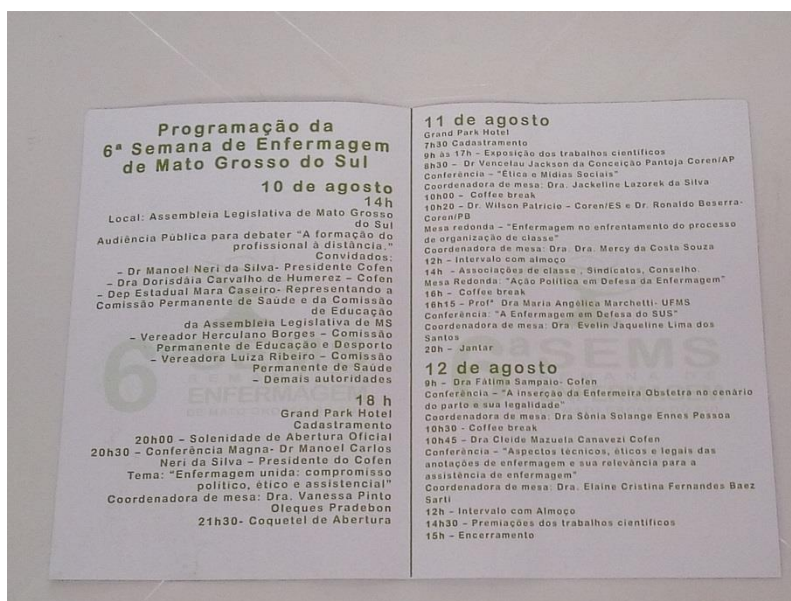 Programação da
6ª Semana de Enfermagem
de Mato Grosso do Sul
10 de agosto
14h
Local: Assembleia Legislativa de Mato Grosso
do Sul
Audiência Pública para debater "A formação do
profissional à distância."
Convidados:
– Dr Manoel Neri da Silva- Presidente Cofen
– Dra Dorisdáia Carvalho de Humerez – Cofen
– Dep Estadual Mara Caseiro- Representando a
Comissão Permanente de Saúde e da Comissão
de Educação
da Assembleia Legislativa de MS
– Vereador Herculano Borges – Comissão
Permanente de Educação e Desporto
– Vereadora Luiza Ribeiro – Comissão
Permanente de Saúde
– Demais autoridades
18 h
Grand Park Hotel
Cadastramento
20h00 – Solenidade de Abertura Oficial
20h30 – Conferência Magna- Dr Manoel Carlos
Neri da Silva – Presidente do Cofen
Tema: "Enfermagem unida: compromisso
político, ético e assistencial"
Coordenadora de mesa: Dra. Vanessa Pinto
Oleques Pradebon
21h30- Coquetel de Abertura
11 de agosto
Grand Park Hotel
7h30 Cadastramento
9h às 17h – Exposição dos trabalhos científicos
8h30 – Dr Vencelau Jackson da Conceição Pantoja Coren/AP
Conferência – "Ética e Mídias Sociais"
Coordenadora de mesa: Dra. Jackeline Lazorek da Silva
10h00 – Coffee break
10h20 – Dr. Wilson Patricio – Coren/ES e Dr. Ronaldo Beserra-
Coren/PB
Mesa redonda – "Enfermagem no enfrentamento do processo
de organização de classe"
Coordenadora de mesa: Dra. Dra. Mercy da Costa Souza
12h – Intervalo com almoço
14h – Associações de classe , Sindicatos, Conselho
Mesa Redonda: "Ação Política em Defesa da Enfermagem"
16h – Coffee break
16h15 – Profª Dra Maria Angélica Marchetti- UFMS
Conferência: "A Enfermagem em Defesa do SUS"
Coordenadora de mesa: Dra. Evelin Jaqueline Lima dos
Santos
20h – Jantar
12 de agosto
9h – Dra Fátima Sampaio- Cofen
Conferência – "A inserção da Enfermeira Obstetra no cenário
do parto e sua legalidade"
Coordenadora de mesa: Dra Sônia Solange Ennes Pessoa
10h30 - Coffee break
10h45 – Dra Cleide Mazuela Canavezi Cofen
Conferência – "Aspectos técnicos, éticos e legais das
anotações de enfermagem e sua relevância para a
assistência de enfermagem"
Coordenadora de mesa: Dra. Elaine Cristina Fernandes Baez
Sarti
12h – Intervalo com Almoço
14h30 – Premiações dos trabalhos científicos
15h – Encerramento